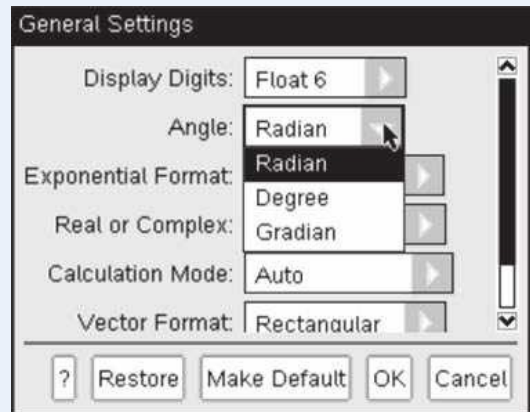 General Settings
Display Digits: Float 6
Angle: Radian
Radian
Exponential Format:
Degree
Real or Complex: Gradian
Calculation Mode: Auto
Vector Format: Rectangular
? Restore Make Default OK Cancel